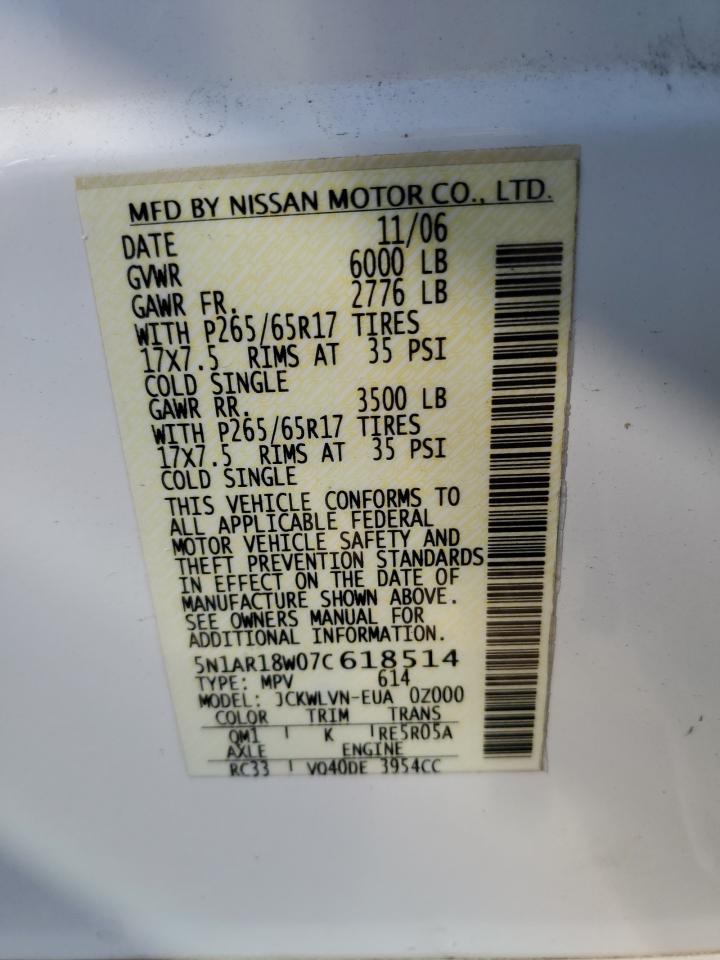 MFD BY NISSAN MOTOR CO., LTD.
DATE 11/06
GVWR 6000 LB
GAWR FR. 2776 LB
WITH P265/65R17 TIRES
17X7.5 RIMS AT 35 PSI
COLD SINGLE
GAWR RR. 3500 LB
WITH P265/65R17 TIRES
17X7.5 RIMS AT 35 PSI
COLD SINGLE
THIS VEHICLE CONFORMS TO
ALL APPLICABLE FEDERAL
MOTOR VEHICLE SAFETY AND
THEFT PREVENTION STANDARDS
IN EFFECT ON THE DATE OF
MANUFACTURE SHOWN ABOVE.
SEE OWNERS MANUAL FOR
ADDITIONAL INFORMATION.
5N1AR18W07C618514
TYPE: MPV 614
MODEL: JCKWLVN-EUA 0Z000
COLOR TRIM TRANS
QM1 K RE5R05A
AXLE ENGINE
RC33 VQ40DE 3954CC